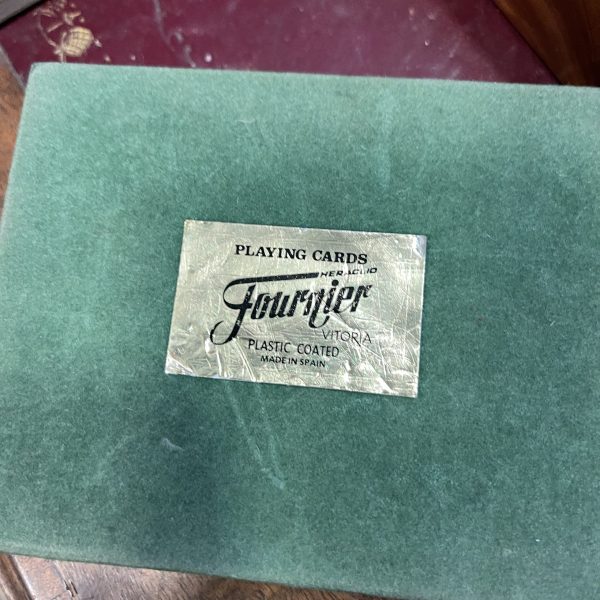 PLAYING CARDS
HERACLIO
Fournier
VITORIA
PLASTIC COATED
MADE IN SPAIN